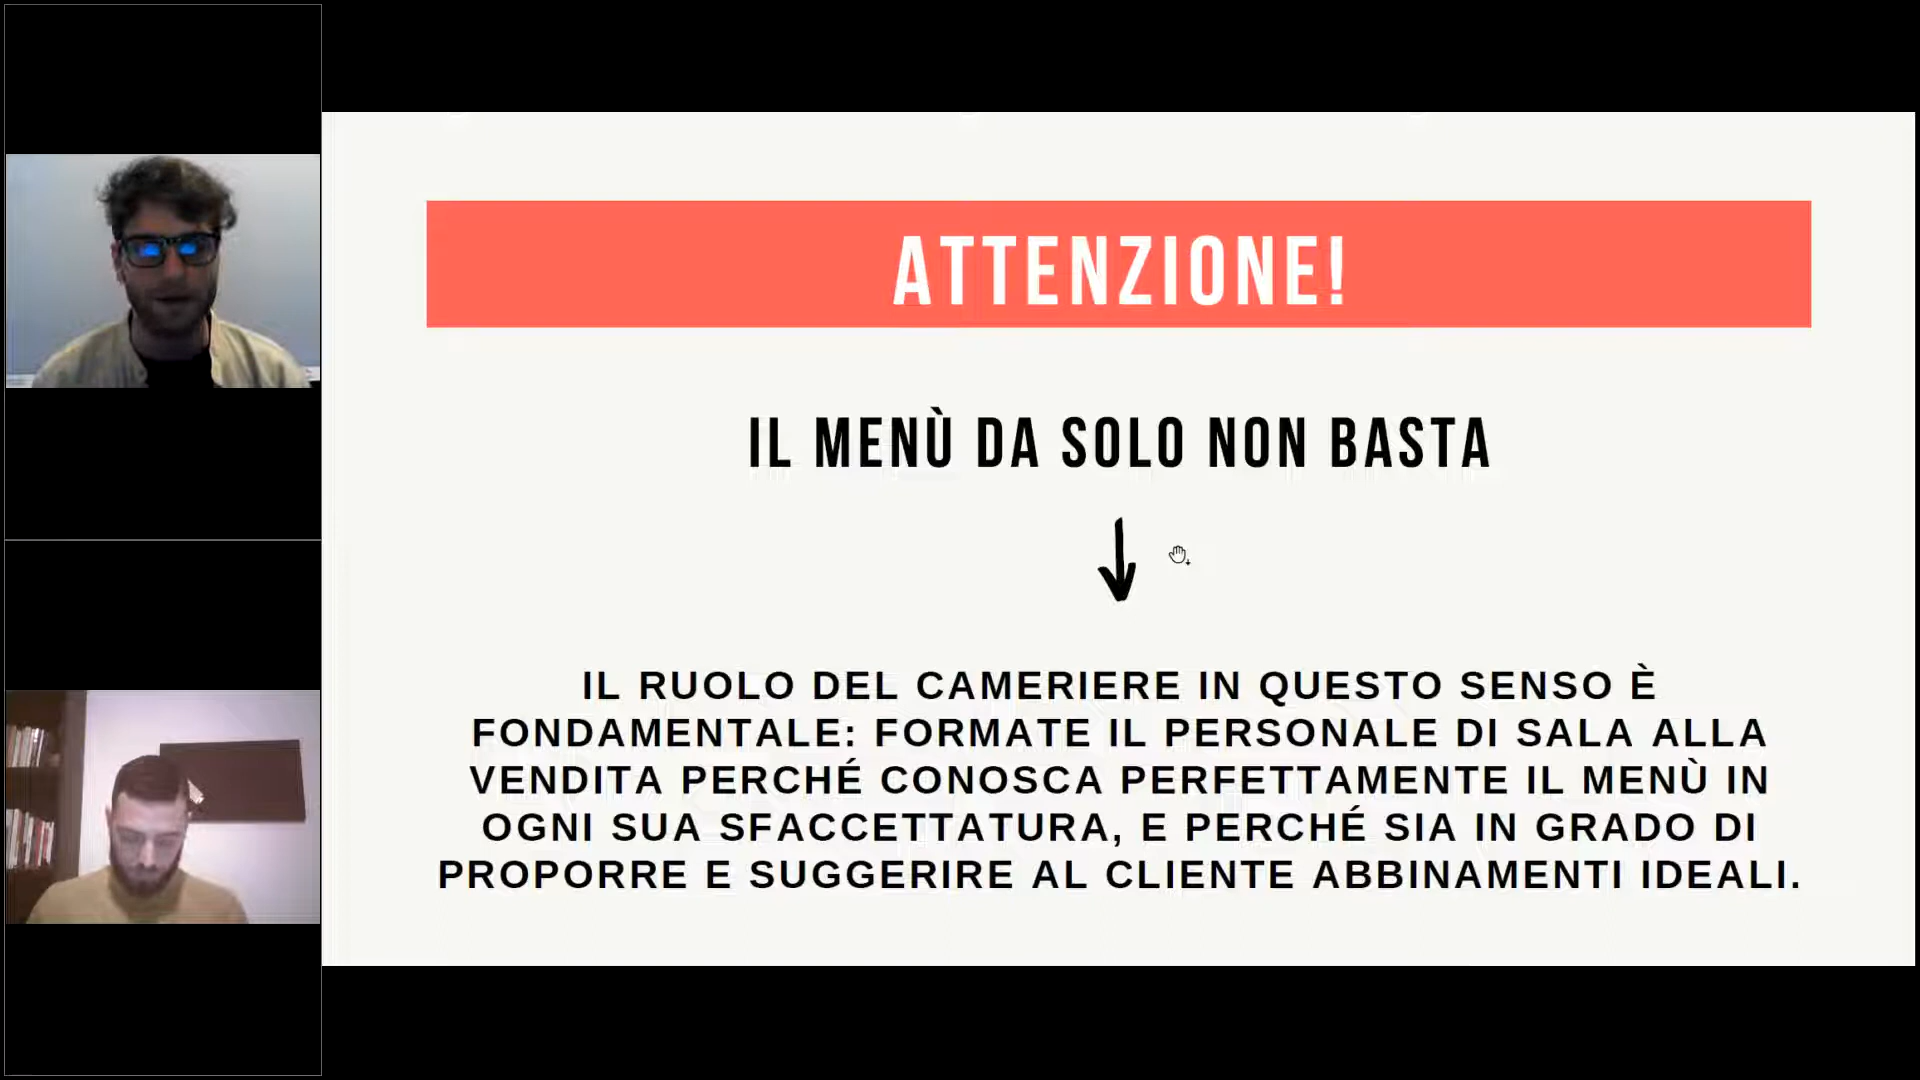 ATTENZIONE!
IL MENÙ DA SOLO NON BASTA
IL RUOLO DEL CAMERIERE IN QUESTO SENSO È
FONDAMENTALE: FORMATE IL PERSONALE DI SALA ALLA
VENDITA PERCHÉ CONOSCA PERFETTAMENTE IL MENÙ IN
OGNI SUA SFACCETTATURA, E PERCHÉ SIA IN GRADO DI
PROPORRE E SUGGERIRE AL CLIENTE ABBINAMENTI IDEALI.